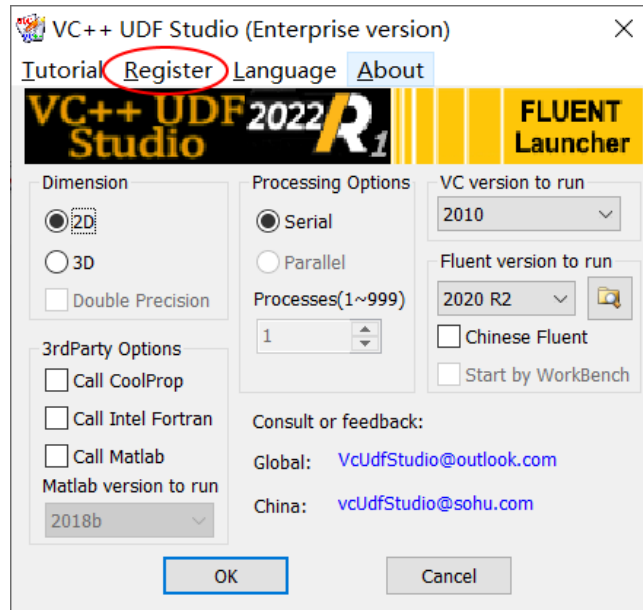 VC++ UDF Studio (Enterprise version)
Tutorial Register Language About
VC++ UDF Studio 2022 R1
FLUENT Launcher
Dimension
2D
3D
Double Precision
3rdParty Options
Call CoolProp
Call Intel Fortran
Call Matlab
Matlab version to run
2018b
Processing Options
Serial
Parallel
Processes(1~999)
1
VC version to run
2010
Fluent version to run
2020 R2
Chinese Fluent
Start by WorkBench
Consult or feedback:
Global: VcUdfStudio@outlook.com
China: vcUdfStudio@sohu.com
OK
Cancel